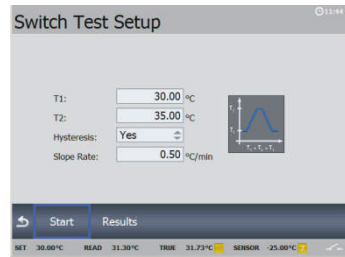 Switch Test Setup
11:44
T1: 30.00 °C
T2: 35.00 °C
Hysteresis: Yes
Slope Rate: 0.50 °C/min
T₂
T₁
T₁ - T₂ - T₁
Start Results
SET 30.00°C READ 31.30°C TRUE 31.73°C SENSOR -25.00°C